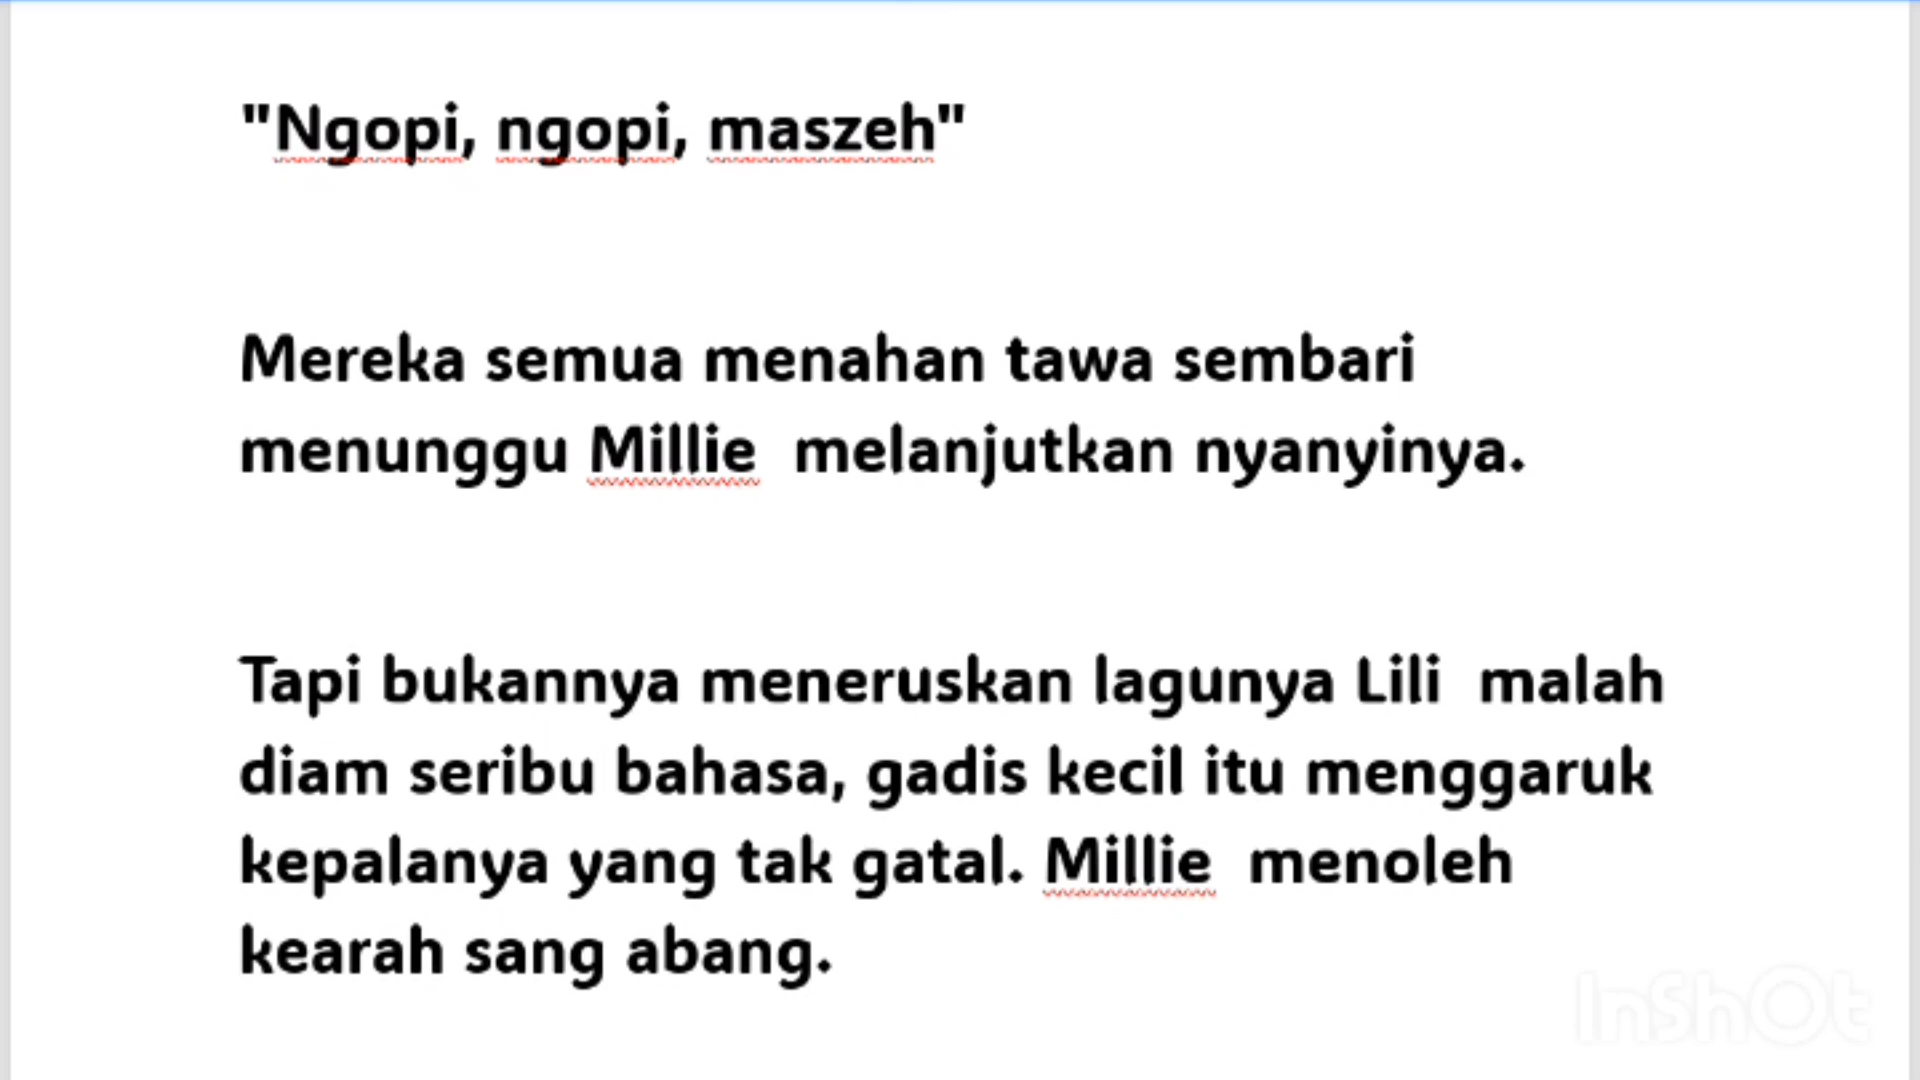 "Ngopi, ngopi, maszeh"
Mereka semua menahan tawa sembari
menunggu Millie  melanjutkan nyanyinya.
Tapi bukannya meneruskan lagunya Lili  malah
diam seribu bahasa, gadis kecil itu menggaruk
kepalanya yang tak gatal. Millie  menoleh
kearah sang abang.
InShOt